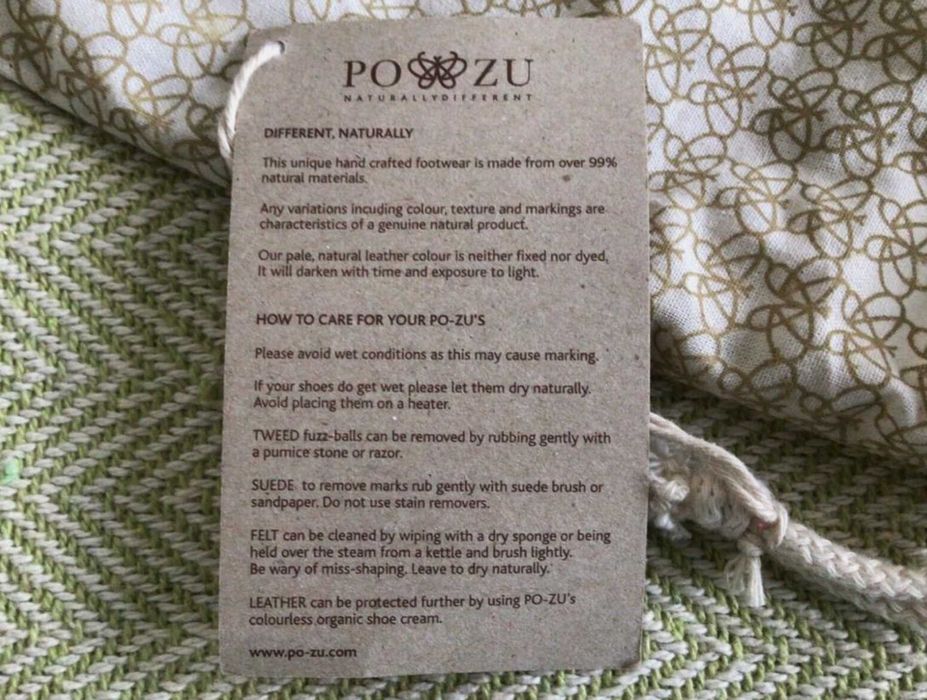 PO ZU
NATURALLYDIFFERENT
DIFFERENT, NATURALLY
This unique hand crafted footwear is made from over 99%
natural materials.
Any variations incuding colour, texture and markings are
characteristics of a genuine natural product.
Our pale, natural leather colour is neither fixed nor dyed,
It will darken with time and exposure to light.
HOW TO CARE FOR YOUR PO-ZU'S
Please avoid wet conditions as this may cause marking.
If your shoes do get wet please let them dry naturally.
Avoid placing them on a heater.
TWEED fuzz-balls can be removed by rubbing gently with
a pumice stone or razor.
SUEDE to remove marks rub gently with suede brush or
sandpaper. Do not use stain removers.
FELT can be cleaned by wiping with a dry sponge or being
held over the steam from a kettle and brush lightly.
Be wary of miss-shaping. Leave to dry naturally.
LEATHER can be protected further by using PO-ZU's
colourless organic shoe cream.
www.po-zu.com